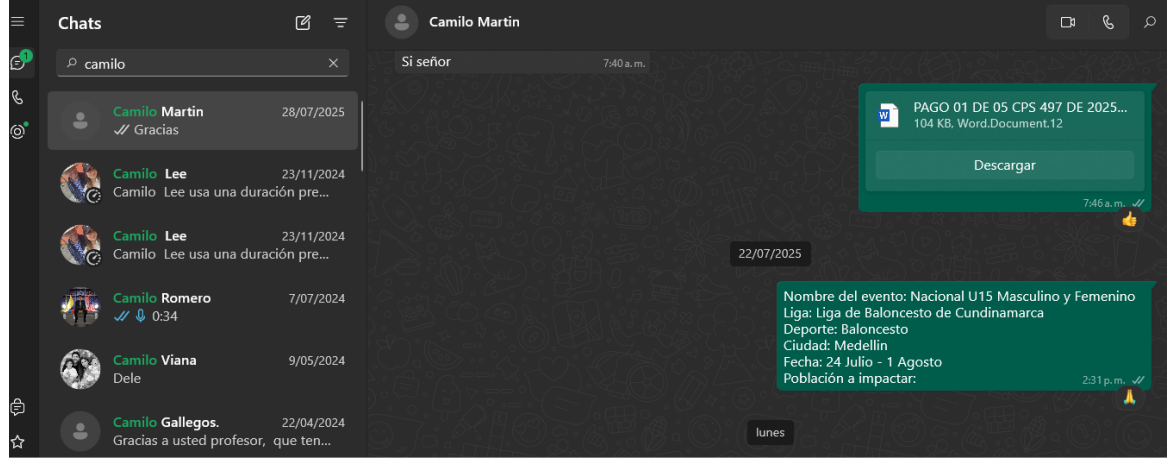 Chats
camilo
Camilo Martin
28/07/2025
Gracias
Camilo Lee
23/11/2024
Camilo Lee usa una duración pre...
Camilo Lee
23/11/2024
Camilo Lee usa una duración pre...
Camilo Romero
7/07/2024
0:34
Camilo Viana
9/05/2024
Dele
Camilo Gallegos.
22/04/2024
Gracias a usted profesor, que ten...
1
Camilo Martin
Si señor
7:40 a. m.
PAGO 01 DE 05 CPS 497 DE 2025...
104 KB, Word.Document.12
Descargar
7:46 a. m.
22/07/2025
Nombre del evento: Nacional U15 Masculino y Femenino
Liga: Liga de Baloncesto de Cundinamarca
Deporte: Baloncesto
Ciudad: Medellin
Fecha: 24 Julio - 1 Agosto
Población a impactar:
2:31 p. m.
lunes